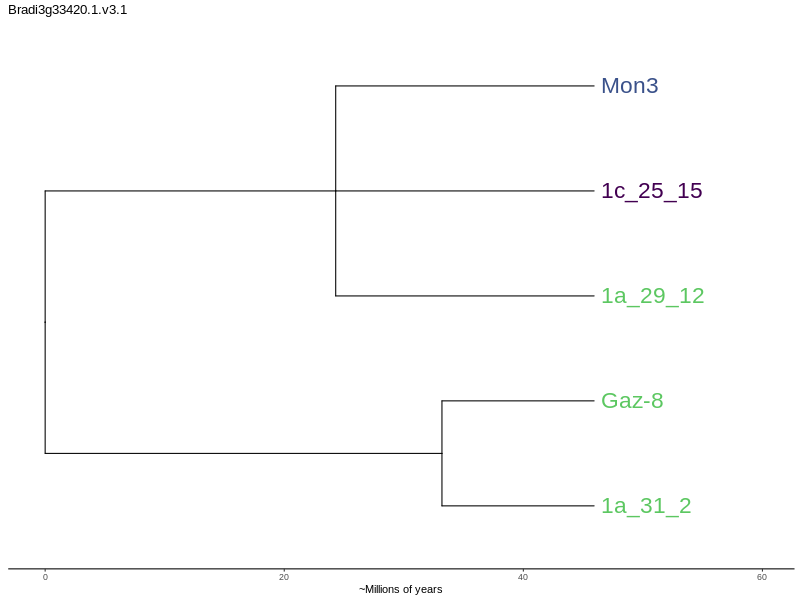 Bradi3g33420.1.v3.1
Mon3
1c_25_15
1a_29_12
Gaz-8
1a_31_2
0 20 40 60
~Millions of years